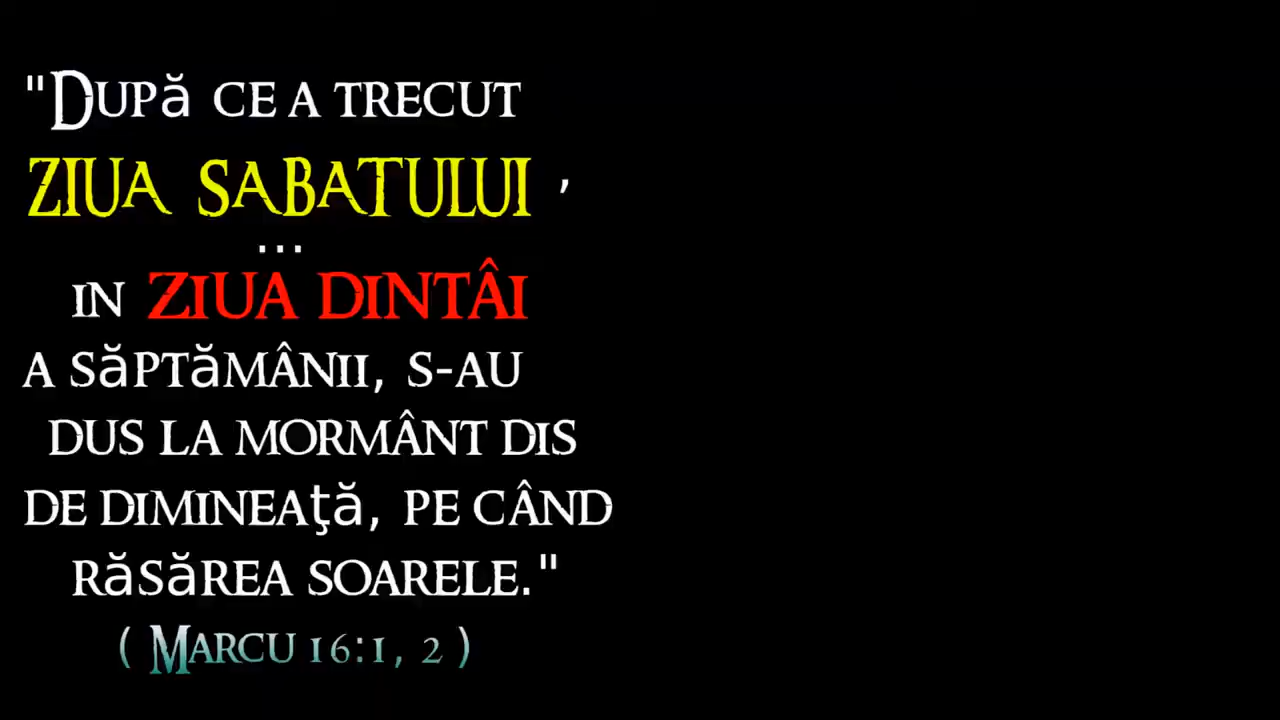 "După ce a trecut
ZIUA SABATULUI ,
...
in ZIUA DINTÂI
a săptămânii, s-au
dus la mormânt dis
de dimineaţă, pe când
răsărea soarele."
( Marcu 16:1, 2 )